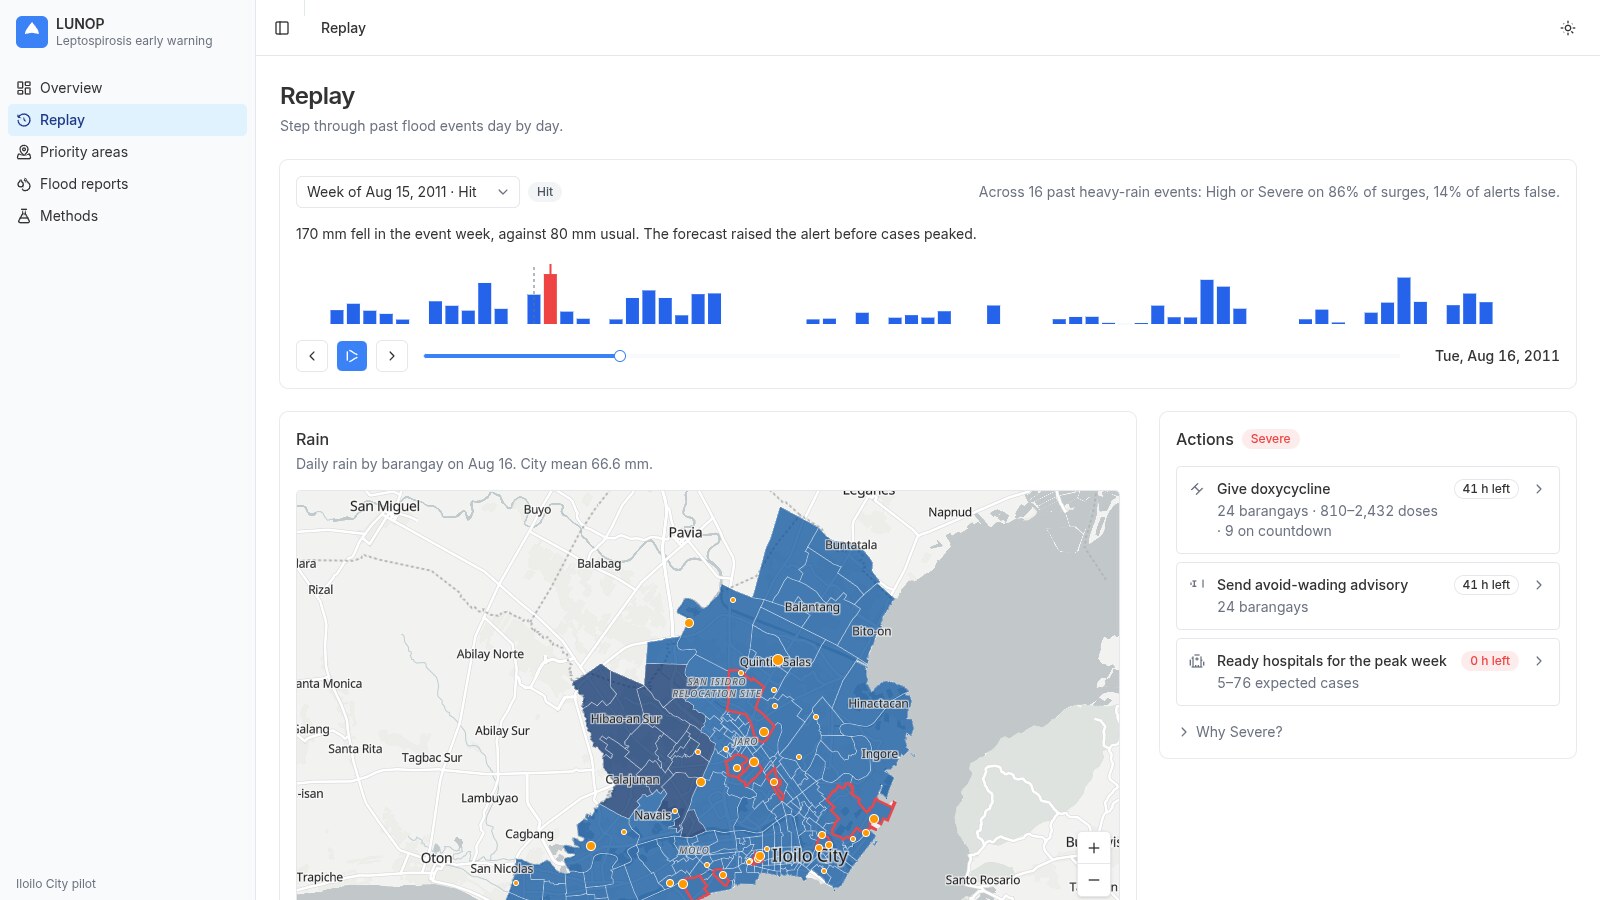 LUNOP
Leptospirosis early warning
Overview
Replay
Priority areas
Flood reports
Methods
Iloilo City pilot
Replay
Replay
Step through past flood events day by day.
Week of Aug 15, 2011 · Hit
Hit
Across 16 past heavy-rain events: High or Severe on 86% of surges, 14% of alerts false.
170 mm fell in the event week, against 80 mm usual. The forecast raised the alert before cases peaked.
Tue, Aug 16, 2011
Rain
Daily rain by barangay on Aug 16. City mean 66.6 mm.
Leganes
San Miguel
Buyo
Napnud
Pavia
Buntatala
Balabag
Rizal
Balantang
Bito-on
Abilay Norte
Quintin Salas
SAN ISIDRO
RELOCATION SITE
anta Monica
Hinactacan
Hibao-an Sur
Abilay Sur
JARO
Santa Rita
Tagbac Sur
Ingore
Calajunan
-isan
Lambuyao
Navais
Cagbang
MOLO
Iloilo City
Oton
San Nicolas
Trapiche
Santo Rosario
Actions
Severe
Give doxycycline
41 h left
24 barangays · 810–2,432 doses
· 9 on countdown
Send avoid-wading advisory
41 h left
24 barangays
Ready hospitals for the peak week
0 h left
5–76 expected cases
Why Severe?